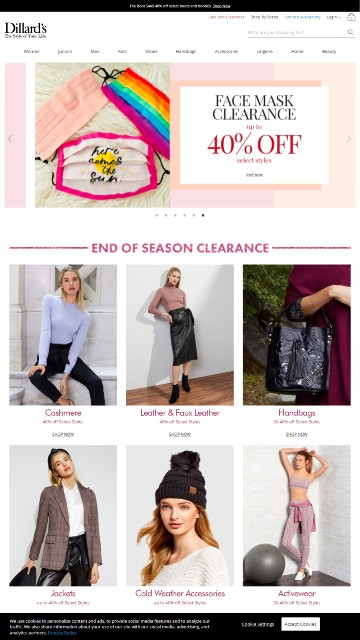 The Boot Sale! 40% off select boots and booties. Shop Now
Sale and Clearance
Shop By Brand
Limited Availability
Login
Dillard's
The Style of Your Life.
What are you shopping for?
Women
Juniors
Men
Kids
Shoes
Handbags
Accessories
Lingerie
Home
Beauty
here
comes
the
sun.
FACE MASK
CLEARANCE
up to
40% OFF
select styles
SHOP NOW
END OF SEASON CLEARANCE
Cashmere
40% off Select Styles
SHOP NOW
Leather & Faux Leather
40% off Select Styles
SHOP NOW
Handbags
30-40% off Select Styles
SHOP NOW
Jackets
up to 40% off Select Styles
Cold Weather Accessories
up to 40% off Select Styles
Activewear
30-40% off Select Styles
We use cookies to personalize content and ads, to provide social media features and to analyze our
traffic. We also share information about your use of our site with our social media, advertising, and
analytics partners. Privacy Policy
Cookie Settings
Accept Cookies